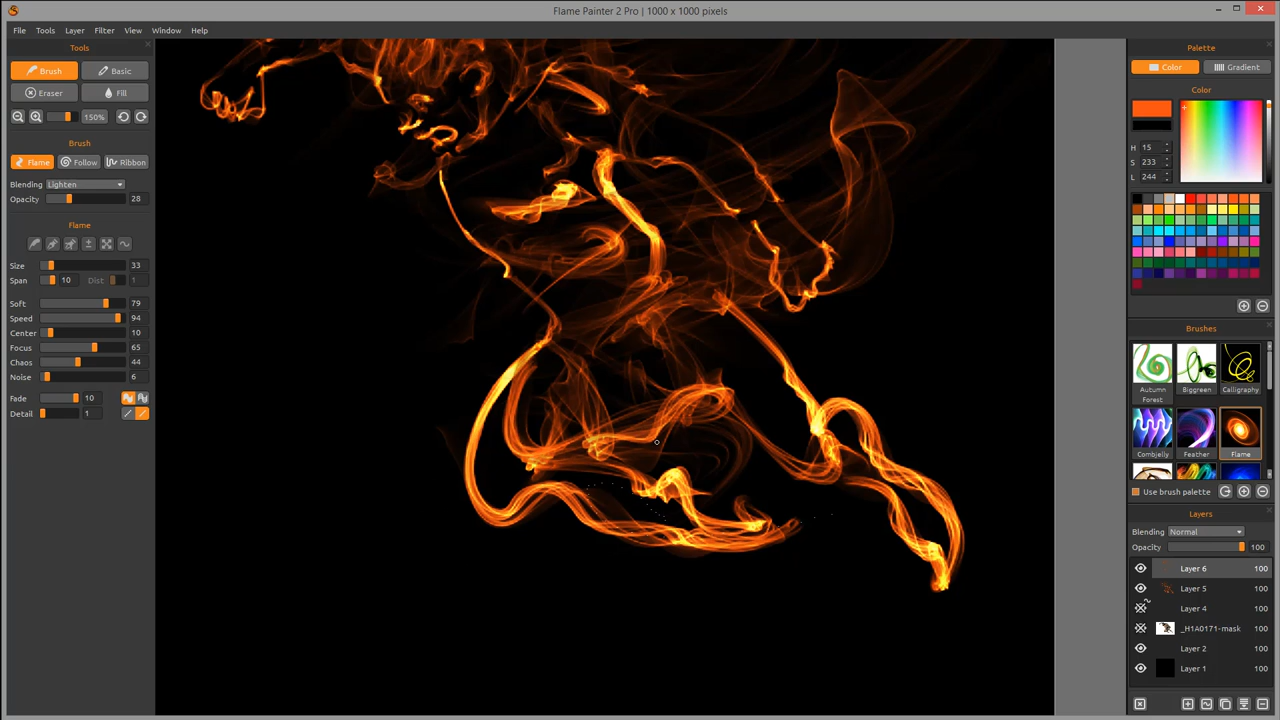 Flame Painter 2 Pro | 1000 x 1000 pixels
File Tools Layer Filter View Window Help
Tools
Brush Basic
Eraser Fill
150%
Brush
Flame Follow Ribbon
Blending Lighten
Opacity 28
Flame
Size 33
Span 10 Dist 1
Soft 79
Speed 94
Center 10
Focus 65
Chaos 44
Noise 6
Fade 10
Detail 1
Palette
Color Gradient
Color
H 15
S 233
L 244
Brushes
Autumn Forest Biggreen Calligraphy
Combjelly Feather Flame
Use brush palette
Layers
Blending Normal
Opacity 100
Layer 6 100
Layer 5 100
Layer 4 100
_H1A0171-mask 100
Layer 2 100
Layer 1 100